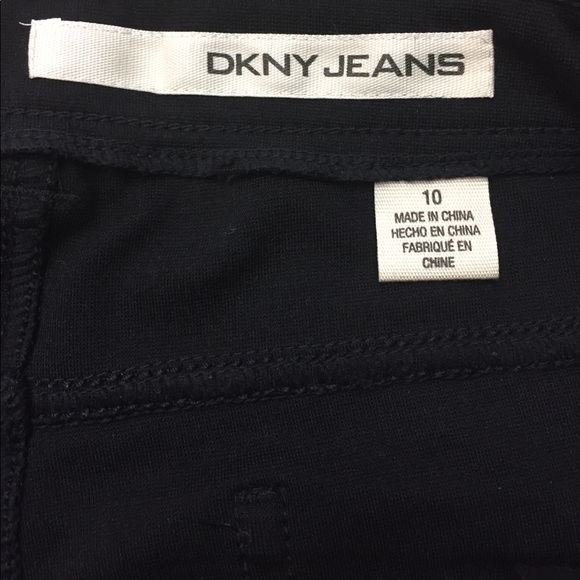 DKNY JEANS
10
MADE IN CHINA
HECHO EN CHINA
FABRIQUÉ EN
CHINE